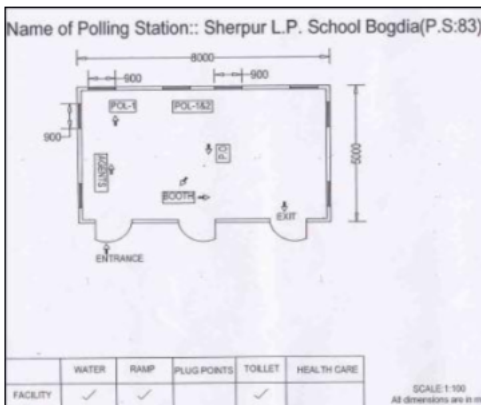 Name of Polling Station:: Sherpur L.P. School Bogdia(P.S:83)
8000
900
900
POL-1
POL-1&2
900
AGENTS
P.O
5000
BOOTH
EXIT
ENTRANCE
WATER RAMP PLUG POINTS TOILLET HEALTH CARE
FACILITY ✓ ✓ ✓
SCALE:1:100
All dimensions are in m